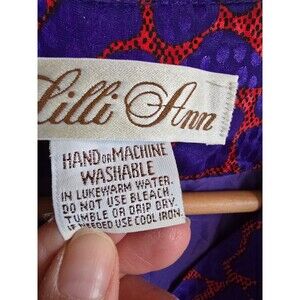 Lilli Ann
HAND OR MACHINE
WASHABLE
IN LUKEWARM WATER.
DO NOT USE BLEACH.
TUMBLE OR DRIP DRY.
IF NEEDED USE COOL IRON.